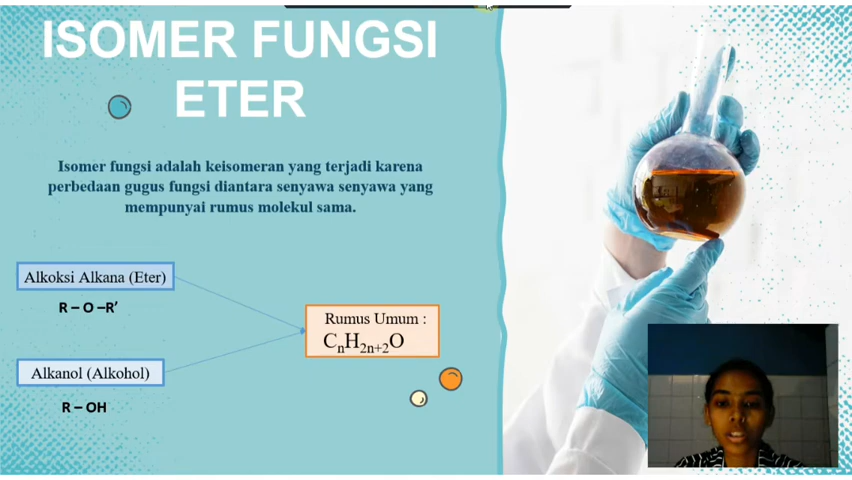 ISOMER FUNGSI
ETER
Isomer fungsi adalah keisomeran yang terjadi karena
perbedaan gugus fungsi diantara senyawa senyawa yang
mempunyai rumus molekul sama.
Alkoksi Alkana (Eter)
R – O –R’
Alkanol (Alkohol)
R – OH
Rumus Umum :
CₙH₂ₙ₊₂O